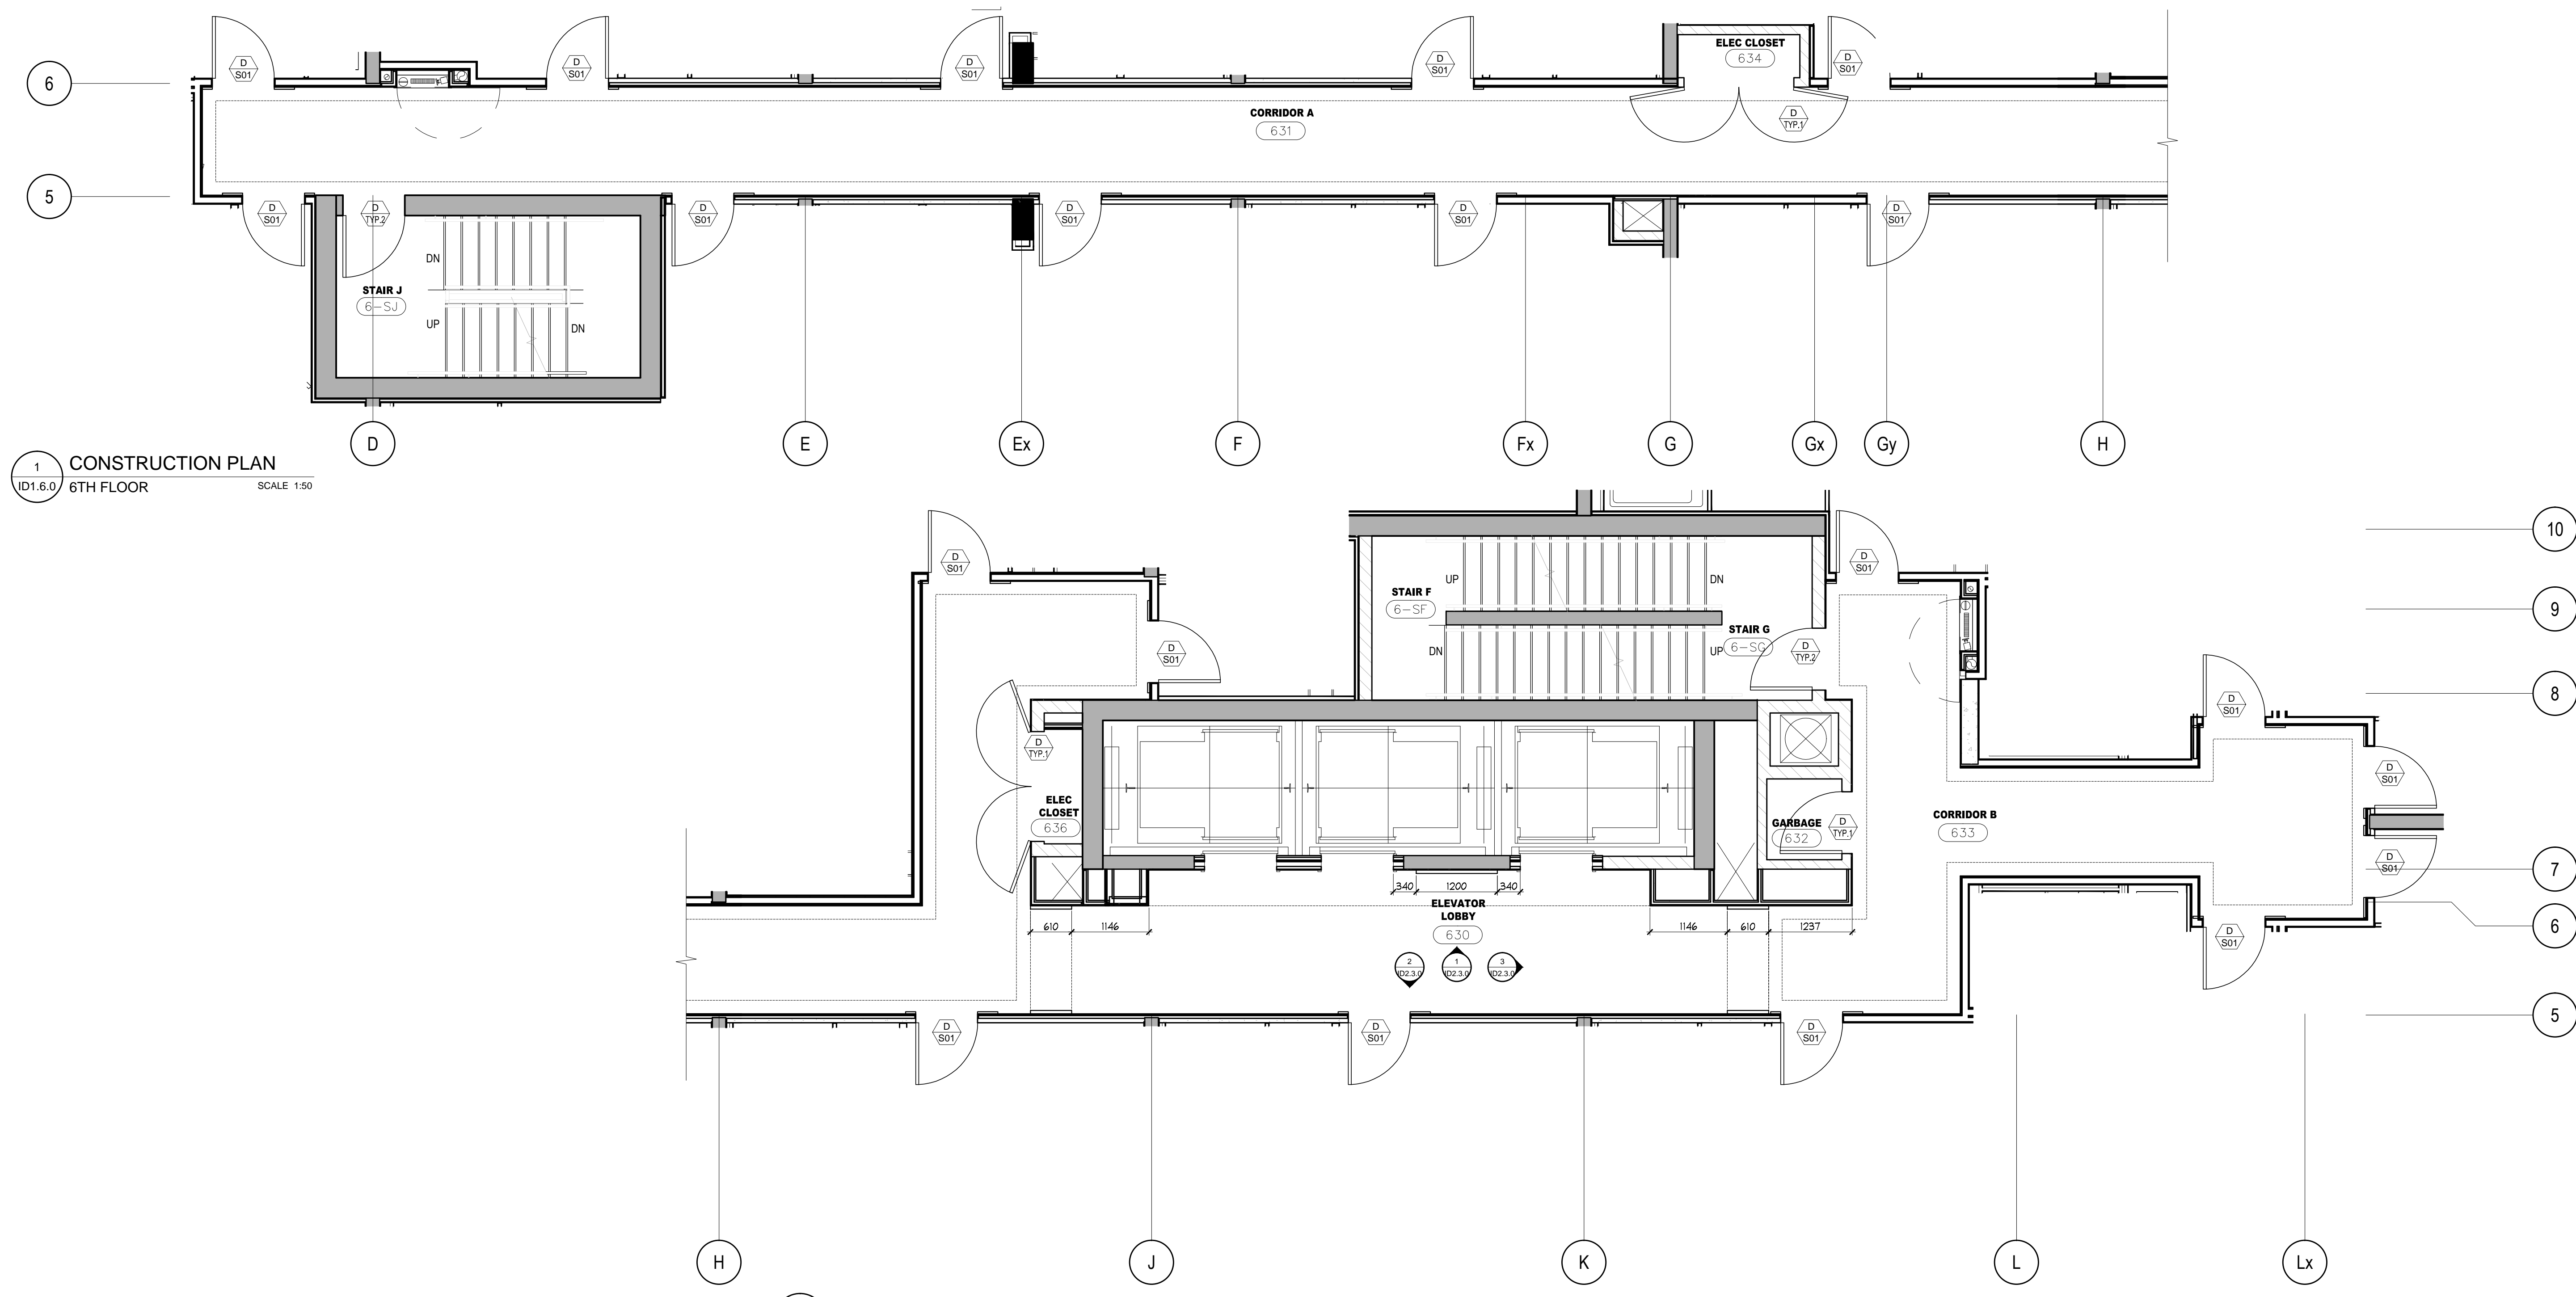 D
S01
D
S01
D
S01
D
S01
ELEC CLOSET
634
D
S01
6
CORRIDOR A
631
D
TYP.1
5
D
S01
D
TYP.2
D
S01
D
S01
D
S01
D
S01
DN
STAIR J
6-SJ
UP
DN
D
E
Ex
F
Fx
G
Gx
Gy
H
1
ID1.6.0
CONSTRUCTION PLAN
6TH FLOOR
SCALE 1:50
10
D
S01
D
S01
UP
DN
STAIR F
6-SF
9
STAIR G
6-SG
D
S01
DN
UP
D
TYP.2
8
D
S01
D
TYP.1
D
S01
ELEC
CLOSET
636
GARBAGE
632
D
TYP.1
CORRIDOR B
633
D
S01
7
340
1200
340
ELEVATOR
LOBBY
630
610
1146
1146
610
1237
6
D
S01
2
ID2.3.0
1
ID2.3.0
3
ID2.3.0
5
D
S01
D
S01
D
S01
H
J
K
L
Lx